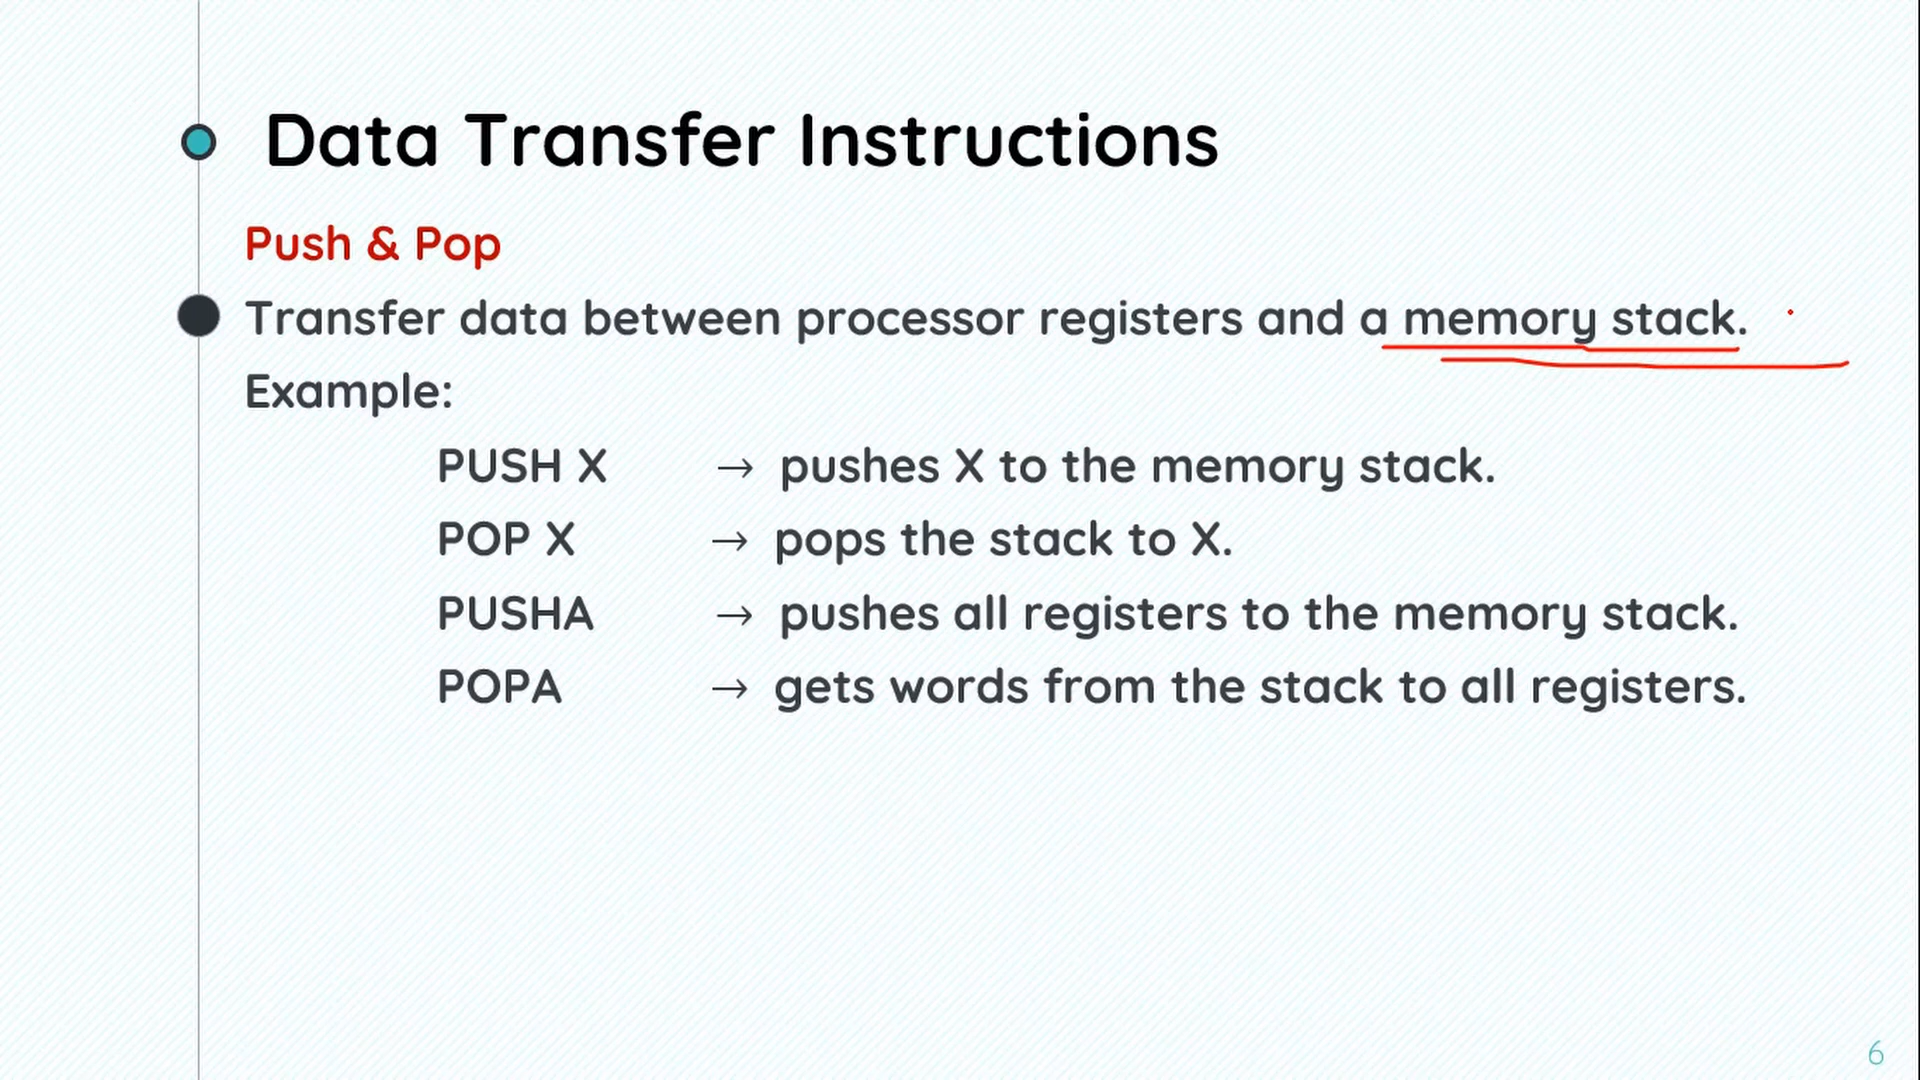 Data Transfer Instructions
Push & Pop
Transfer data between processor registers and a memory stack.
Example:
PUSH X → pushes X to the memory stack.
POP X → pops the stack to X.
PUSHA → pushes all registers to the memory stack.
POPA → gets words from the stack to all registers.
6